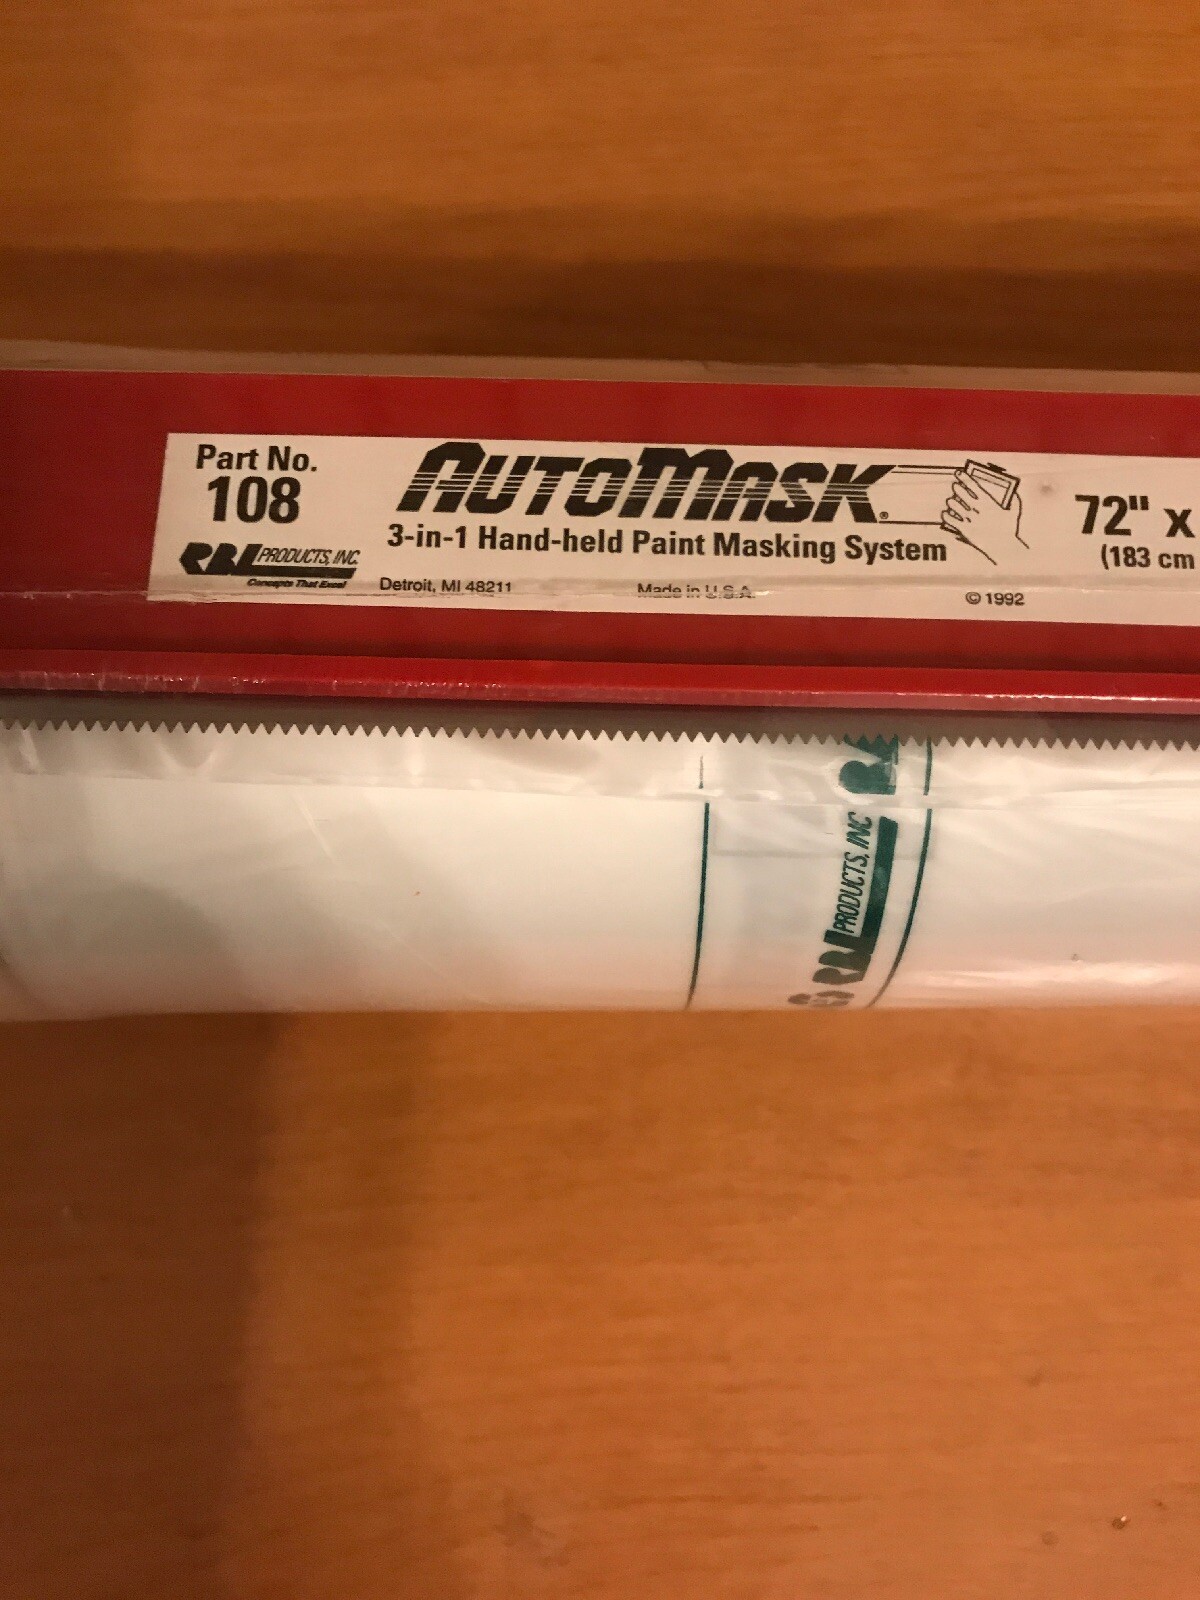 Part No.
108
RBL PRODUCTS, INC.
Concepts That Excel
AUTOMASK®
3-in-1 Hand-held Paint Masking System
Detroit, MI 48211
Made in U.S.A.
© 1992
72" x
(183 cm
RBL PRODUCTS, INC